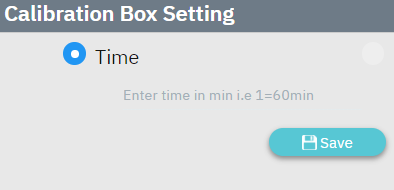 Calibration Box Setting
Time
Enter time in min i.e 1=60min
Save